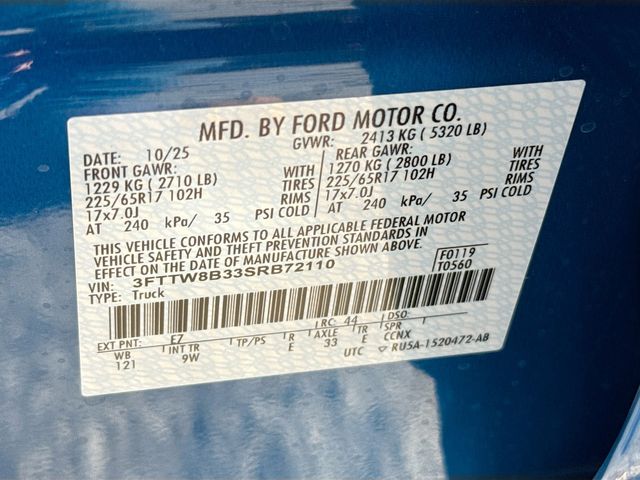 MFD. BY FORD MOTOR CO.
DATE: 10/25 GVWR: 2413 KG ( 5320 LB)
FRONT GAWR: REAR GAWR:
1229 KG ( 2710 LB) WITH 1270 KG ( 2800 LB) WITH
225/65R17 102H TIRES 225/65R17 102H TIRES
17x7.0J RIMS 17x7.0J RIMS
AT 240 kPa/ 35 PSI COLD AT 240 kPa/ 35 PSI COLD
THIS VEHICLE CONFORMS TO ALL APPLICABLE FEDERAL MOTOR
VEHICLE SAFETY AND THEFT PREVENTION STANDARDS IN
EFFECT ON THE DATE OF MANUFACTURE SHOWN ABOVE.
VIN: 3FTTW8B33SRB72110 F0119
TYPE: Truck T0560
LRC: 44 DSO:
EXT PNT: E7 R AXLE TR SPR
WB INT TR TP/PS E 33 E CCNX
121 9W UTC ▽ RU5A-1520472-AB